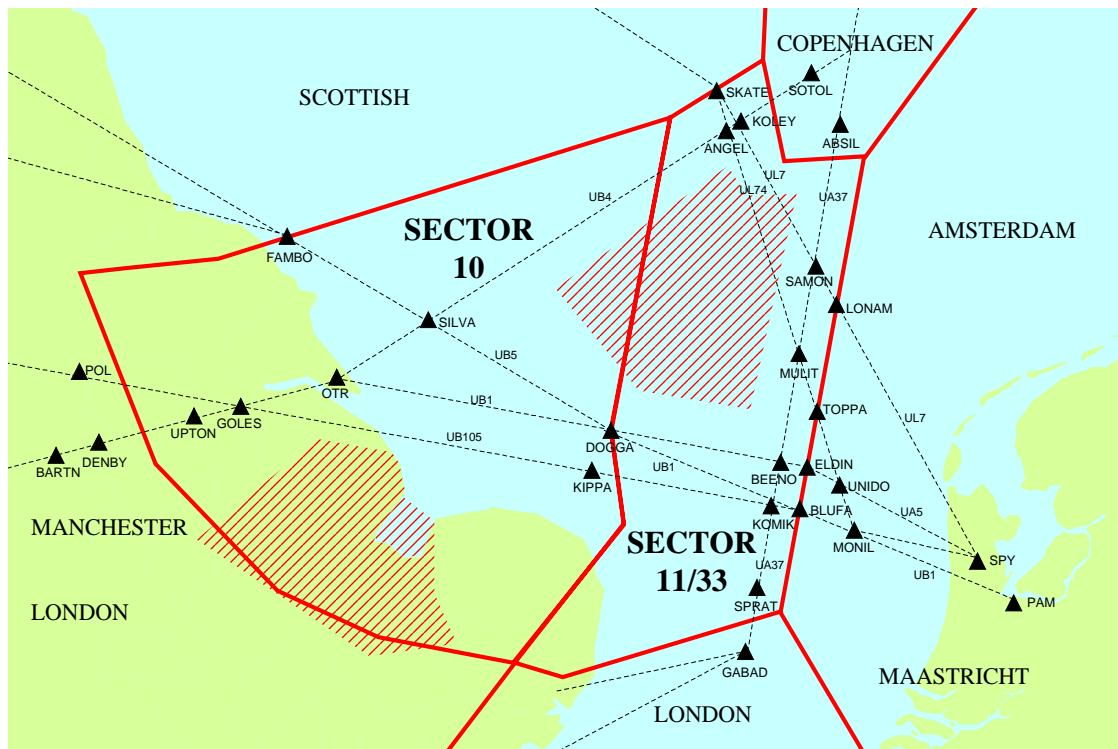 COPENHAGEN
SOTOL
SKATE
SCOTTISH
KOLEY
ABSIL
ANGEL
UL7
UL74
UA37
UB4
SECTOR
10
AMSTERDAM
FAMBO
SAMON
LONAM
SILVA
UB5
MULIT
POL
OTR
UB1
TOPPA
GOLES
UPTON
UL7
UB105
DOGGA
DENBY
BARTN
UB1
ELDIN
BEENO
KIPPA
UNIDO
KOMIK
BLUFA
UA5
MANCHESTER
MONIL
SECTOR
11/33
UA37
SPY
UB1
LONDON
SPRAT
PAM
GABAD
MAASTRICHT
LONDON